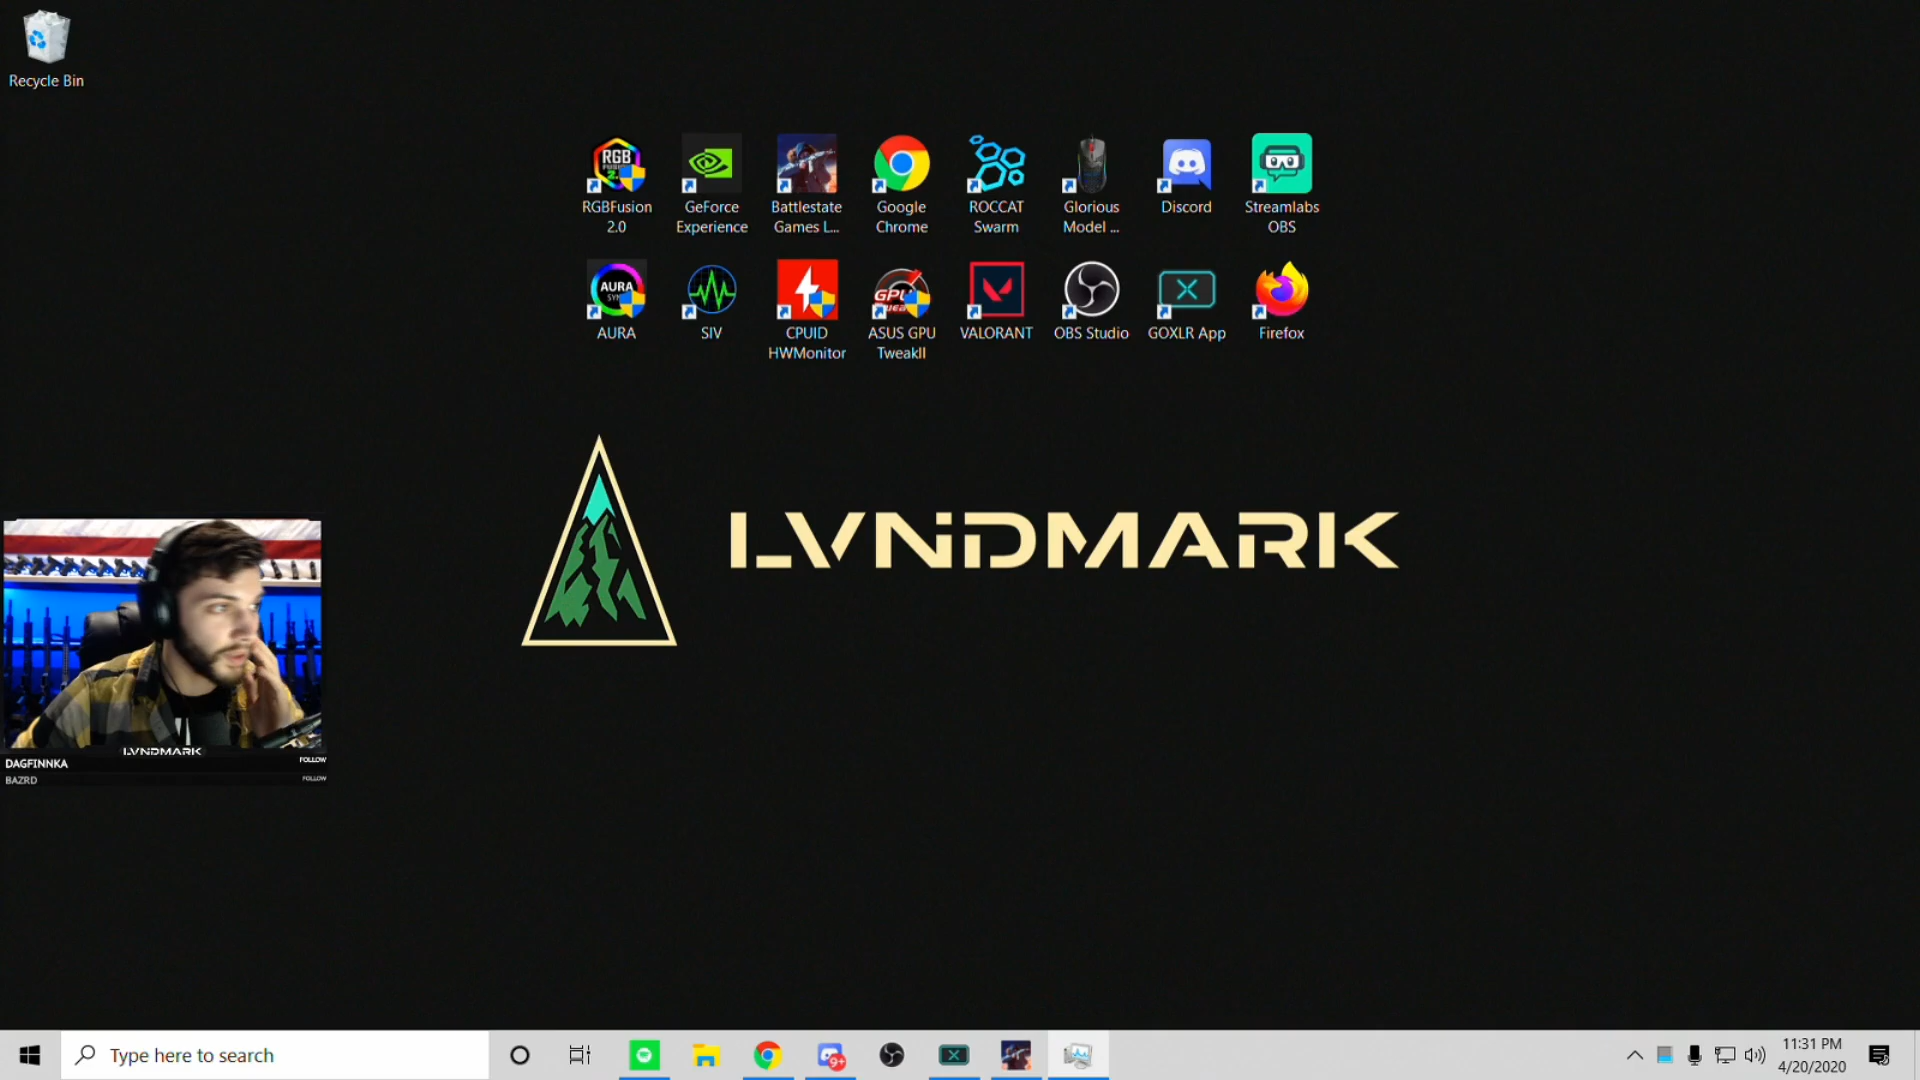 Recycle Bin
RGBFusion 2.0
GeForce Experience
Battlestate Games L...
Google Chrome
ROCCAT Swarm
Glorious Model ...
Discord
Streamlabs OBS
AURA
SIV
CPUID HWMonitor
ASUS GPU TweakII
VALORANT
OBS Studio
GOXLR App
Firefox
LVNDMARK
LVNDMARK
DAGFINNKA FOLLOW
BAZRD FOLLOW
Type here to search
9+
11:31 PM
4/20/2020